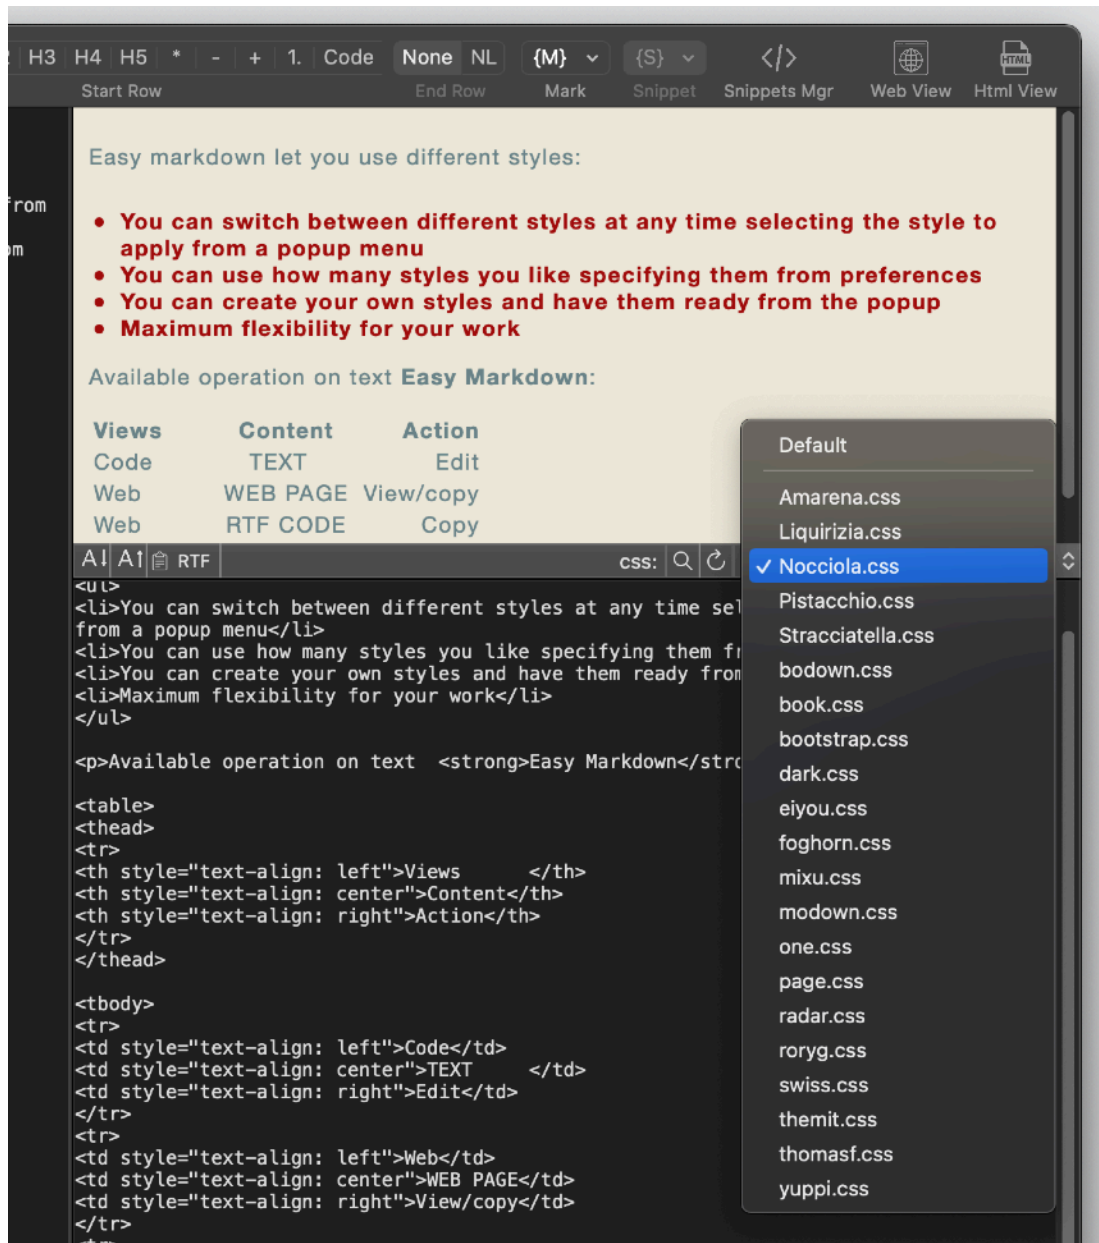 H3 H4 H5 * - + 1. Code None NL {M} {S} </>
Start Row End Row Mark Snippet Snippets Mgr Web View Html View
from
om
Easy markdown let you use different styles:
• You can switch between different styles at any time selecting the style to
apply from a popup menu
• You can use how many styles you like specifying them from preferences
• You can create your own styles and have them ready from the popup
• Maximum flexibility for your work
Available operation on text Easy Markdown:
Views Content Action
Code TEXT Edit
Web WEB PAGE View/copy
Web RTF CODE Copy
RTF css:
<ul>
<li>You can switch between different styles at any time sel
from a popup menu</li>
<li>You can use how many styles you like specifying them f
<li>You can create your own styles and have them ready from
<li>Maximum flexibility for your work</li>
</ul>
<p>Available operation on text  <strong>Easy Markdown</stro
<table>
<thead>
<tr>
<th style="text-align: left">Views      </th>
<th style="text-align: center">Content</th>
<th style="text-align: right">Action</th>
</tr>
</thead>
<tbody>
<tr>
<td style="text-align: left">Code</td>
<td style="text-align: center">TEXT     </td>
<td style="text-align: right">Edit</td>
</tr>
<tr>
<td style="text-align: left">Web</td>
<td style="text-align: center">WEB PAGE</td>
<td style="text-align: right">View/copy</td>
</tr>
Default
Amarena.css
Liquirizia.css
✓ Nocciola.css
Pistacchio.css
Stracciatella.css
bodown.css
book.css
bootstrap.css
dark.css
eiyou.css
foghorn.css
mixu.css
modown.css
one.css
page.css
radar.css
roryg.css
swiss.css
themit.css
thomasf.css
yuppi.css